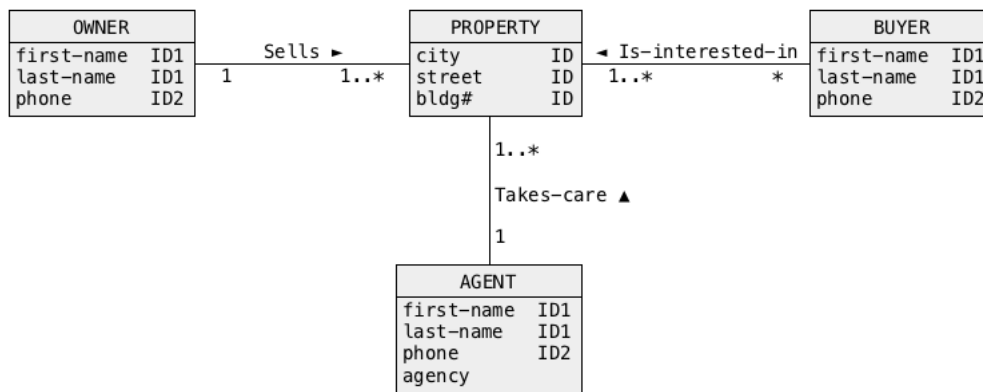 OWNER
first-name ID1
last-name ID1
phone ID2
Sells ►
1 1..*
PROPERTY
city ID
street ID
bldg# ID
◄ Is-interested-in
1..* *
BUYER
first-name ID1
last-name ID1
phone ID2
1..*
Takes-care ▲
1
AGENT
first-name ID1
last-name ID1
phone ID2
agency